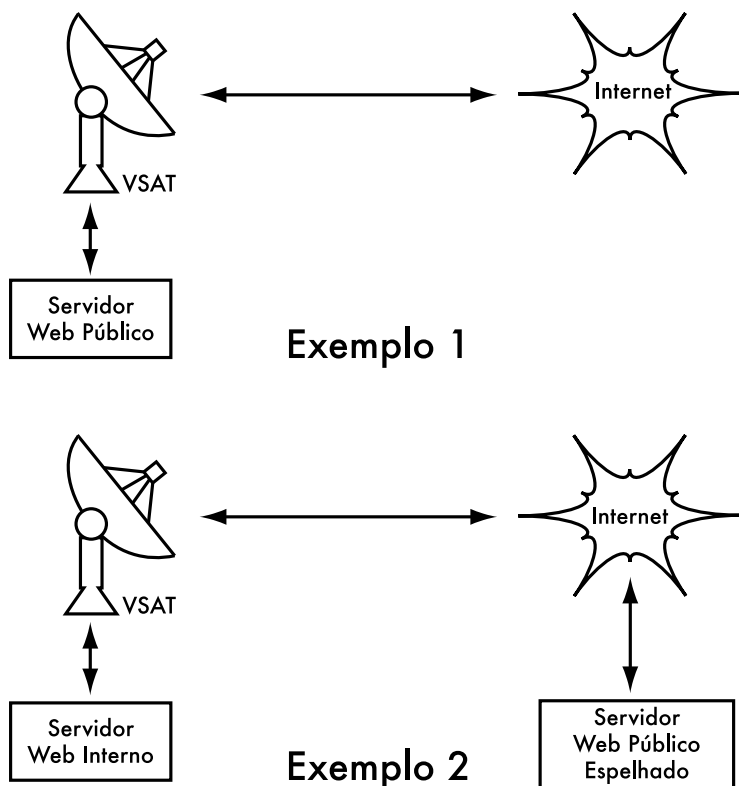 Internet
VSAT
Servidor
Web Público
Exemplo 1
Internet
VSAT
Servidor
Web Interno
Servidor
Web Público
Espelhado
Exemplo 2